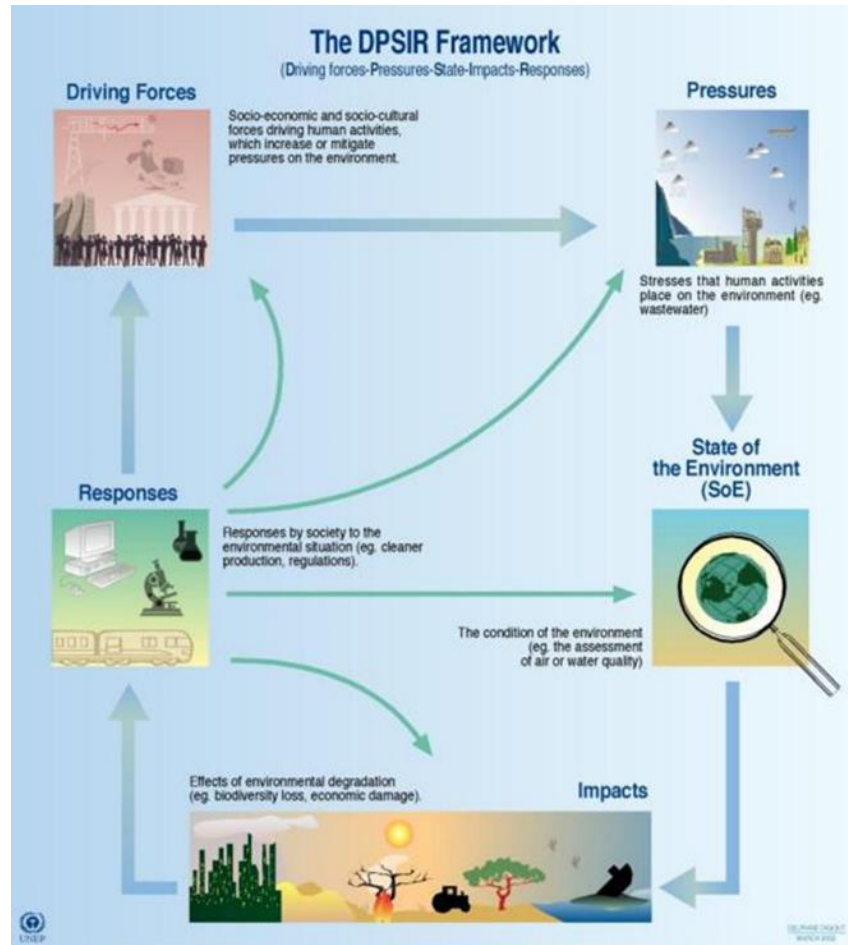 The DPSIR Framework
(Driving forces-Pressures-State-Impacts-Responses)
Driving Forces
Socio-economic and socio-cultural
forces driving human activities,
which increase or mitigate
pressures on the environment.
Pressures
Stresses that human activities
place on the environment (eg.
wastewater)
State of
the Environment
(SoE)
Responses
Responses by society to the
environmental situation (eg. cleaner
production, regulations).
The condition of the environment
(eg. the assessment
of air or water quality)
Effects of environmental degradation
(eg. biodiversity loss, economic damage).
Impacts
UNEP